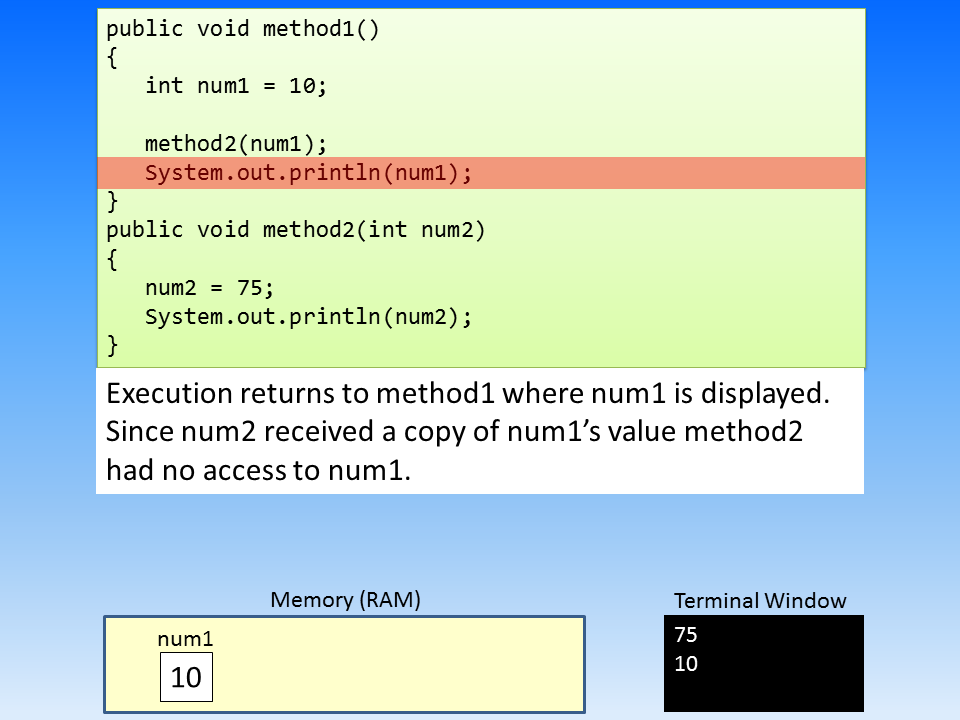 public void method1()
{
   int num1 = 10;

   method2(num1);
   System.out.println(num1);
}
public void method2(int num2)
{
   num2 = 75;
   System.out.println(num2);
}
Execution returns to method1 where num1 is displayed.
Since num2 received a copy of num1’s value method2
had no access to num1.
Memory (RAM)
num1
10
Terminal Window
75
10